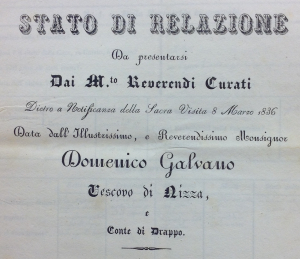 STATO DI RELAZIONE
Da presentarsi
Dai M.to Reverendi Curati
Dietro a Notificanza della Sacra Visita 8 Marzo 1836
Data dall'Illustrissimo, e Reverendissimo Monsignor
Domenico Galvano
Vescovo di Nizza,
e
Conte di Drappo.